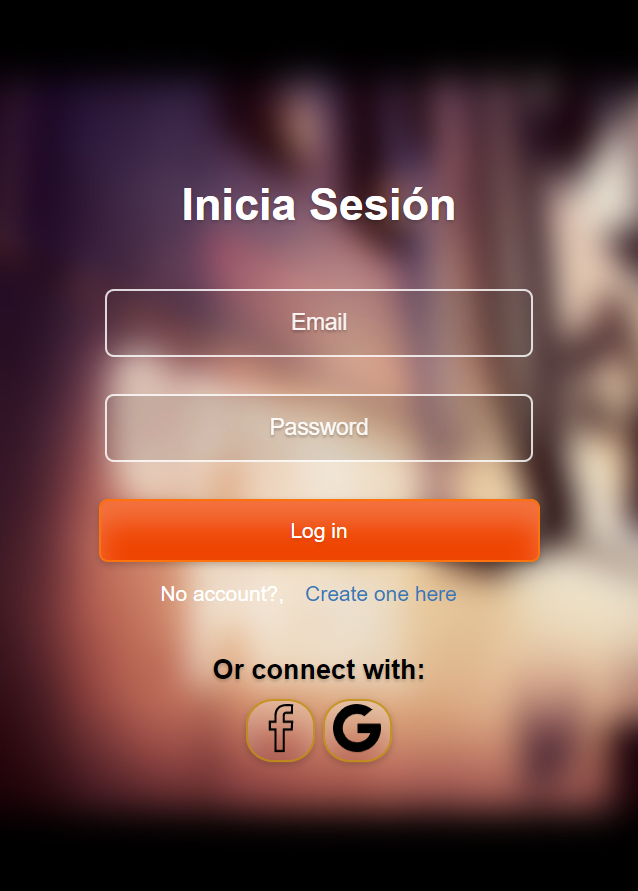 Inicia Sesión
Email
Password
Log in
No account?, Create one here
Or connect with:
f G